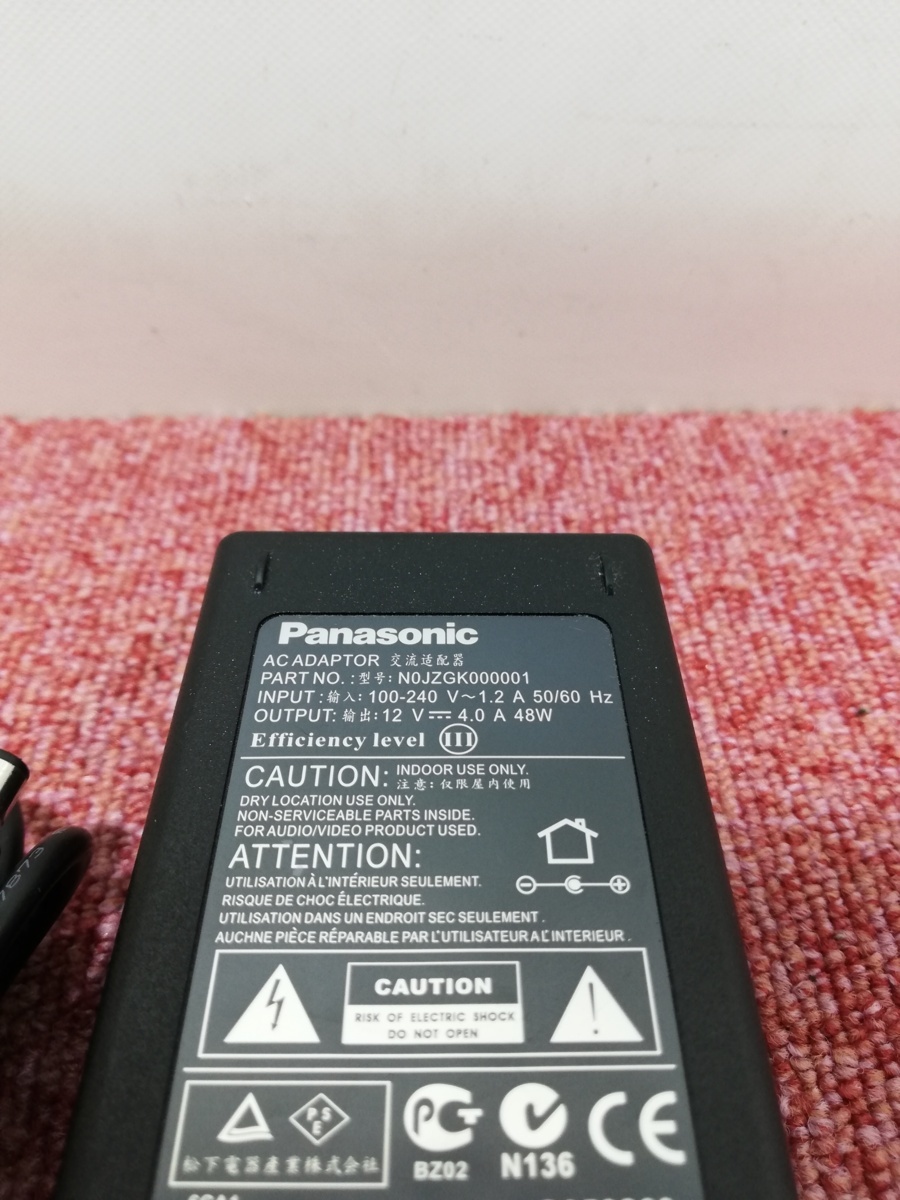 Panasonic
AC ADAPTOR 交流适配器
PART NO. : 型号: N0JZGK000001
INPUT : 输入: 100-240 V～1.2 A 50/60 Hz
OUTPUT: 输出: 12 V⎓ 4.0 A 48W
Efficiency level III
CAUTION: INDOOR USE ONLY.
注意: 仅限屋内使用
DRY LOCATION USE ONLY.
NON-SERVICEABLE PARTS INSIDE.
FOR AUDIO/VIDEO PRODUCT USED.
ATTENTION:
UTILISATION À L'INTÉRIEUR SEULEMENT.
RISQUE DE CHOC ÉLECTRIQUE.
UTILISATION DANS UN ENDROIT SEC SEULEMENT .
AUCHNE PIÈCE RÉPARABLE PAR L'UTILISATEUR A L' INTERIEUR .
CAUTION
RISK OF ELECTRIC SHOCK
DO NOT OPEN
PSE
松下電器産業株式会社
PC
BZ02
N136
CE